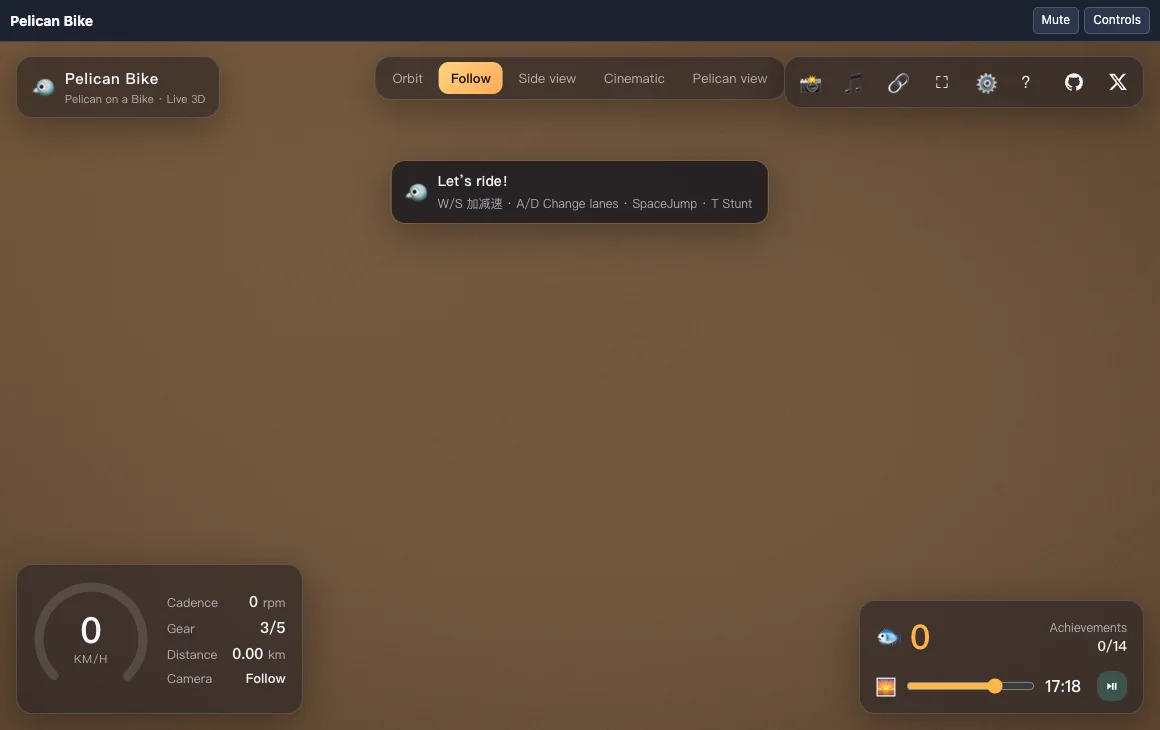 Pelican Bike
Mute
Controls
Pelican Bike
Pelican on a Bike · Live 3D
Orbit
Follow
Side view
Cinematic
Pelican view
?
Let's ride!
W/S 加减速 · A/D Change lanes · SpaceJump · T Stunt
0
KM/H
Cadence 0 rpm
Gear 3/5
Distance 0.00 km
Camera Follow
0
Achievements
0/14
17:18